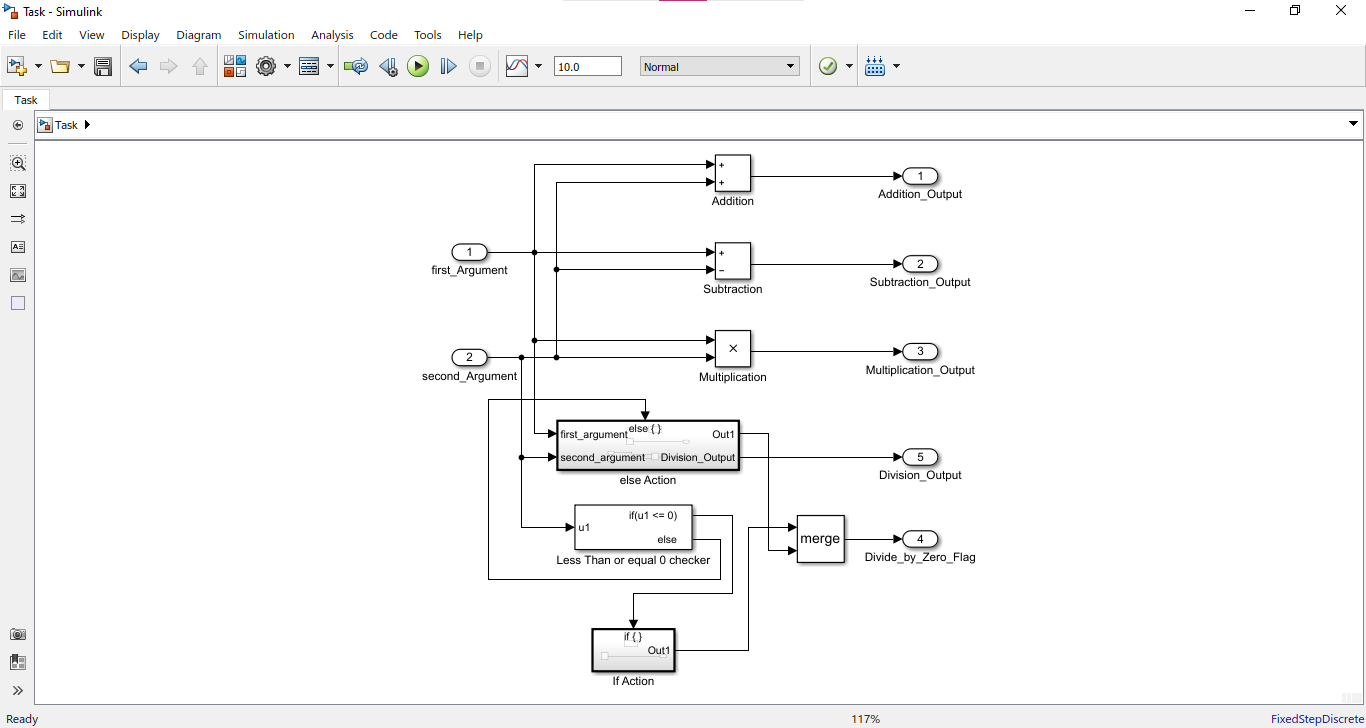 Task - Simulink
File Edit View Display Diagram Simulation Analysis Code Tools Help
10.0
Normal
Task
Task
+
+
Addition
1
Addition_Output
1
first_Argument
+
−
Subtraction
2
Subtraction_Output
2
second_Argument
×
Multiplication
3
Multiplication_Output
else { }
first_argument Out1
second_argument Division_Output
else Action
5
Division_Output
if(u1 <= 0)
u1
else
Less Than or equal 0 checker
merge
4
Divide_by_Zero_Flag
if { }
Out1
If Action
Ready 117% FixedStepDiscrete